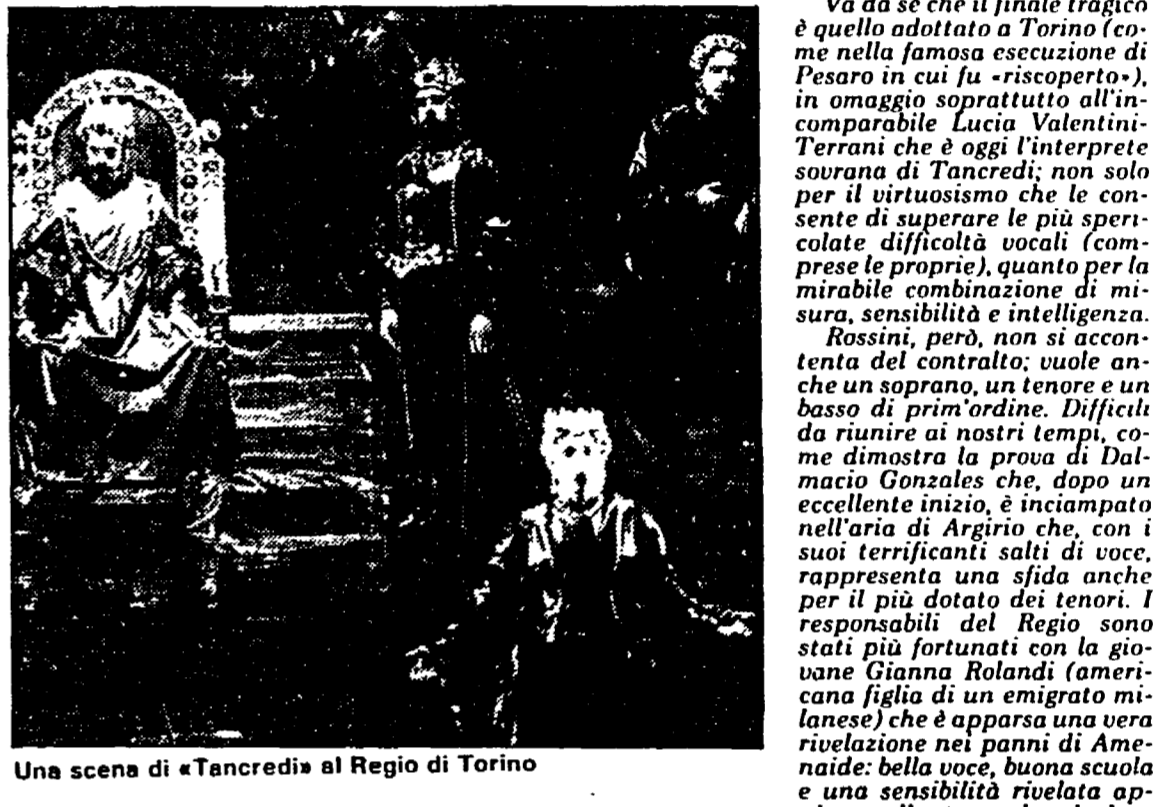 Va da sé che il finale tragico
è quello adottato a Torino (co-
me nella famosa esecuzione di
Pesaro in cui fu «riscoperto»),
in omaggio soprattutto all'in-
comparabile Lucia Valentini-
Terrani che è oggi l'interprete
sovrana di Tancredi; non solo
per il virtuosismo che le con-
sente di superare le più speri-
colate difficoltà vocali (com-
prese le proprie), quanto per la
mirabile combinazione di mi-
sura, sensibilità e intelligenza.
Rossini, però, non si accon-
tenta del contralto; vuole an-
che un soprano, un tenore e un
basso di prim'ordine. Difficili
da riunire ai nostri tempi, co-
me dimostra la prova di Dal-
macio Gonzales che, dopo un
eccellente inizio, è inciampato
nell'aria di Argirio che, con i
suoi terrificanti salti di voce,
rappresenta una sfida anche
per il più dotato dei tenori. I
responsabili del Regio sono
stati più fortunati con la gio-
vane Gianna Rolandi (ameri-
cana figlia di un emigrato mi-
lanese) che è apparsa una vera
rivelazione nei panni di Ame-
naide: bella voce, buona scuola
e una sensibilità rivelata ap-
Una scena di «Tancredi» al Regio di Torino